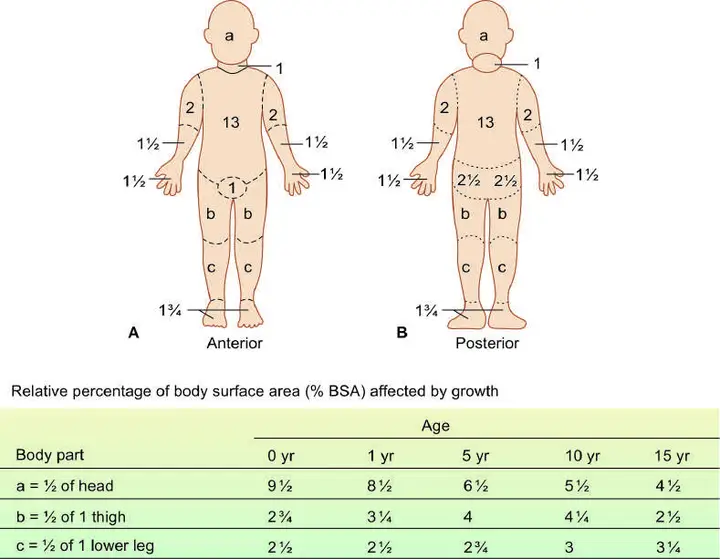 a a
1 1
2 2 2 2
13 13
1½ 1½ 1½ 1½
1½ 1½ 1½ 1½
1 2½ 2½
b b b b
c c c c
1¾ 1¾
A B
Anterior Posterior
Relative percentage of body surface area (% BSA) affected by growth
Age
Body part 0 yr 1 yr 5 yr 10 yr 15 yr
a = ½ of head 9½ 8½ 6½ 5½ 4½
b = ½ of 1 thigh 2¾ 3¼ 4 4¼ 2½
c = ½ of 1 lower leg 2½ 2½ 2¾ 3 3¼